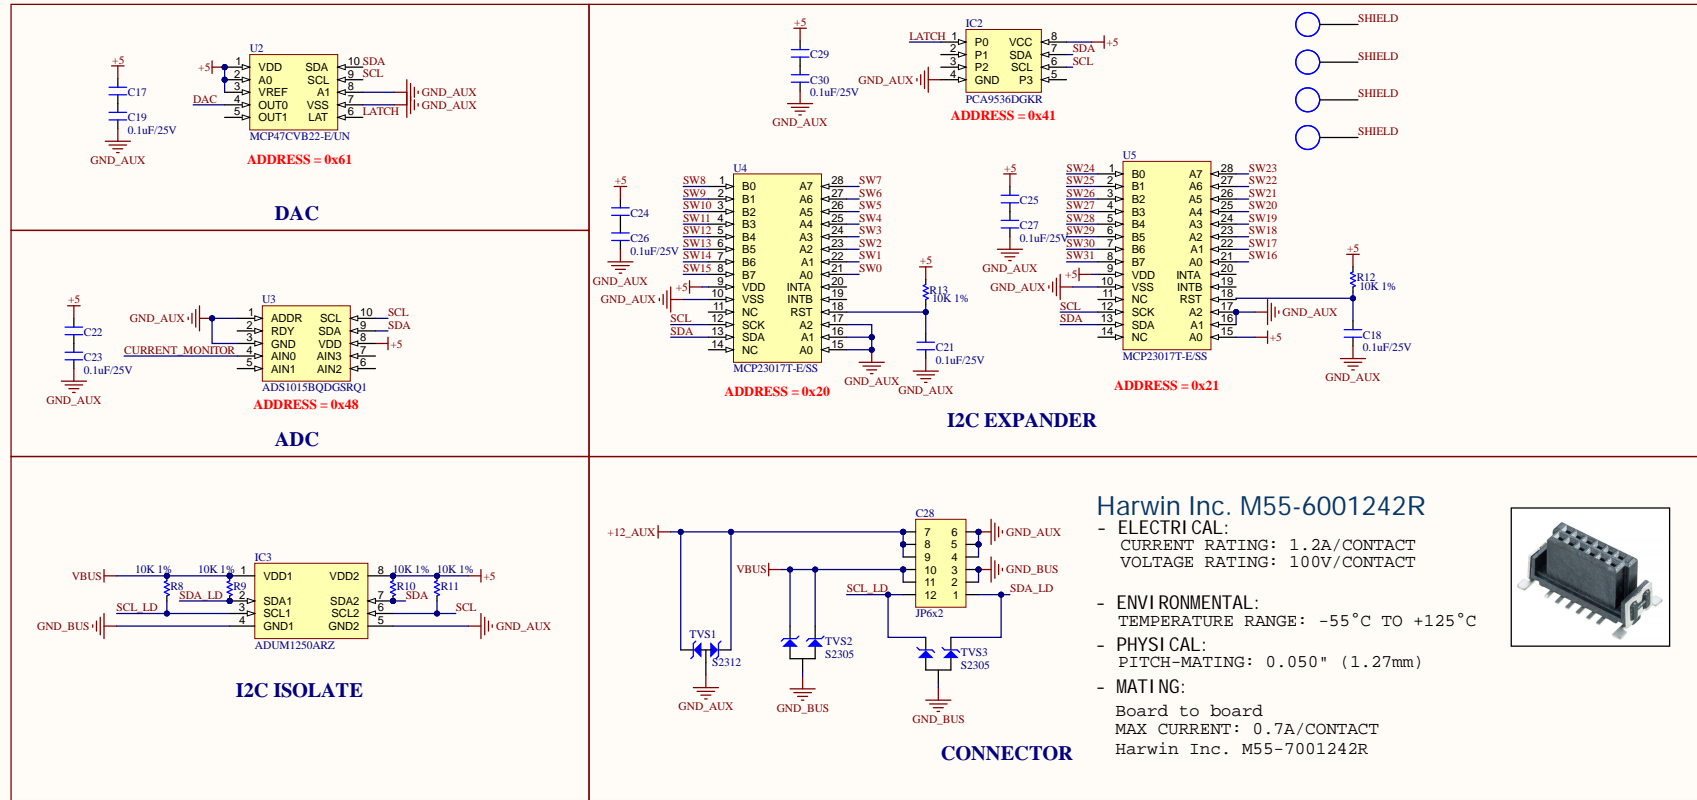 U2
+5
1 VDD SDA 10 SDA
2 A0 SCL 9 SCL
3 VREF A1 8 GND_AUX
DAC 4 OUT0 VSS 7 GND_AUX
5 OUT1 LAT 6 LATCH
MCP47CVB22-E/UN
ADDRESS = 0x61
+5
C17
C19
0.1uF/25V
GND_AUX
DAC
U3
GND_AUX 1 ADDR SCL 10 SCL
2 RDY SDA 9 SDA
3 GND VDD 8 +5
CURRENT_MONITOR 4 AIN0 AIN3 7
5 AIN1 AIN2 6
ADS1015BQDGSRQ1
ADDRESS = 0x48
+5
C22
C23
0.1uF/25V
GND_AUX
ADC
IC3
VBUS 10K 1% 10K 1% 1 VDD1 VDD2 8 10K 1% 10K 1% +5
R8 R9 R10 R11
SDA_LD 2 SDA1 SDA2 7 SDA
SCL_LD 3 SCL1 SCL2 6 SCL
GND_BUS 4 GND1 GND2 5 GND_AUX
ADUM1250ARZ
I2C ISOLATE
+5
C29
C30
0.1uF/25V
GND_AUX
IC2
LATCH 1 P0 VCC 8 +5
2 P1 SDA 7 SDA
3 P2 SCL 6 SCL
GND_AUX 4 GND P3 5
PCA9536DGKR
ADDRESS = 0x41
SHIELD
SHIELD
SHIELD
SHIELD
+5
C24
C26
0.1uF/25V
GND_AUX
U4
SW8 1 B0 A7 28 SW7
SW9 2 B1 A6 27 SW6
SW10 3 B2 A5 26 SW5
SW11 4 B3 A4 25 SW4
SW12 5 B4 A3 24 SW3
SW13 6 B5 A2 23 SW2
SW14 7 B6 A1 22 SW1
SW15 8 B7 A0 21 SW0
+5 9 VDD INTA 20
GND_AUX 10 VSS INTB 19
11 NC RST 18
SCL 12 SCK A2 17
SDA 13 SDA A1 16
14 NC A0 15
MCP23017T-E/SS
ADDRESS = 0x20
+5
R13
10K 1%
C21
0.1uF/25V
GND_AUX
GND_AUX
+5
C25
C27
0.1uF/25V
GND_AUX
U5
SW24 1 B0 A7 28 SW23
SW25 2 B1 A6 27 SW22
SW26 3 B2 A5 26 SW21
SW27 4 B3 A4 25 SW20
SW28 5 B4 A3 24 SW19
SW29 6 B5 A2 23 SW18
SW30 7 B6 A1 22 SW17
SW31 8 B7 A0 21 SW16
+5 9 VDD INTA 20
GND_AUX 10 VSS INTB 19
11 NC RST 18
SCL 12 SCK A2 17 GND_AUX
SDA 13 SDA A1 16
14 NC A0 15 +5
MCP23017T-E/SS
ADDRESS = 0x21
+5
R12
10K 1%
C18
0.1uF/25V
GND_AUX
I2C EXPANDER
C28
+12_AUX 7 6 GND_AUX
8 5
9 4
VBUS 10 3 GND_BUS
11 2
SCL_LD 12 1 SDA_LD
JP6x2
TVS1
S2312
GND_AUX
TVS2
S2305
GND_BUS
TVS3
S2305
GND_BUS
CONNECTOR
Harwin Inc. M55-6001242R
- ELECTRICAL:
CURRENT RATING: 1.2A/CONTACT
VOLTAGE RATING: 100V/CONTACT
- ENVIRONMENTAL:
TEMPERATURE RANGE: -55°C TO +125°C
- PHYSICAL:
PITCH-MATING: 0.050" (1.27mm)
- MATING:
Board to board
MAX CURRENT: 0.7A/CONTACT
Harwin Inc. M55-7001242R